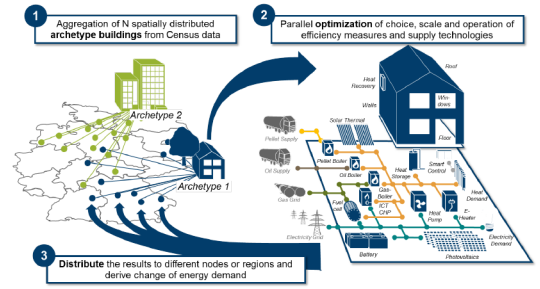 1
Aggregation of N spatially distributed
archetype buildings from Census data
2
Parallel optimization of choice, scale and operation of
efficiency measures and supply technologies
Archetype 2
Archetype 1
Roof
Heat
Recovery
Walls
Win-
dows
Floor
Solar Thermal
Pellet Supply
Pellet Boiler
Oil Supply
Oil Boiler
Gas Grid
Gas-
Boiler
Fuel
cell
ICT
CHP
Heat
Storage
Smart
Control
Heat
Demand
Heat
Pump
E-
Heater
Electricity Grid
Battery
Photovoltaics
Electricity
Demand
3
Distribute the results to different nodes or regions and
derive change of energy demand